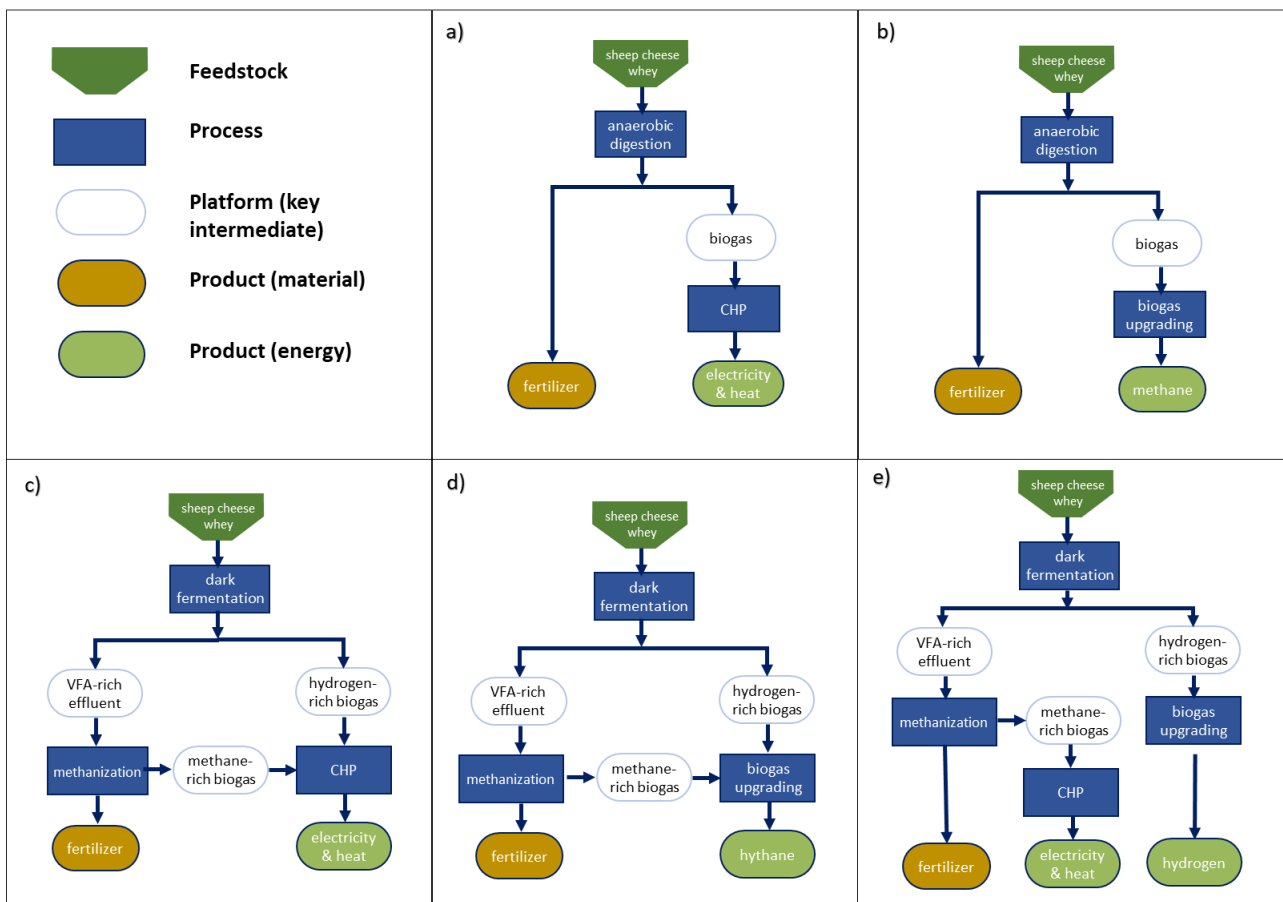 Feedstock
Process
Platform (key
intermediate)
Product (material)
Product (energy)
a)
sheep cheese
whey
anaerobic
digestion
biogas
CHP
fertilizer
electricity
& heat
b)
sheep cheese
whey
anaerobic
digestion
biogas
biogas
upgrading
fertilizer
methane
c)
sheep cheese
whey
dark
fermentation
VFA-rich
effluent
hydrogen-
rich biogas
methanization
methane-
rich biogas
CHP
fertilizer
electricity
& heat
d)
sheep cheese
whey
dark
fermentation
VFA-rich
effluent
hydrogen-
rich biogas
methanization
methane-
rich biogas
biogas
upgrading
fertilizer
hythane
e)
sheep cheese
whey
dark
fermentation
VFA-rich
effluent
hydrogen-
rich biogas
methanization
methane-
rich biogas
biogas
upgrading
CHP
fertilizer
electricity
& heat
hydrogen